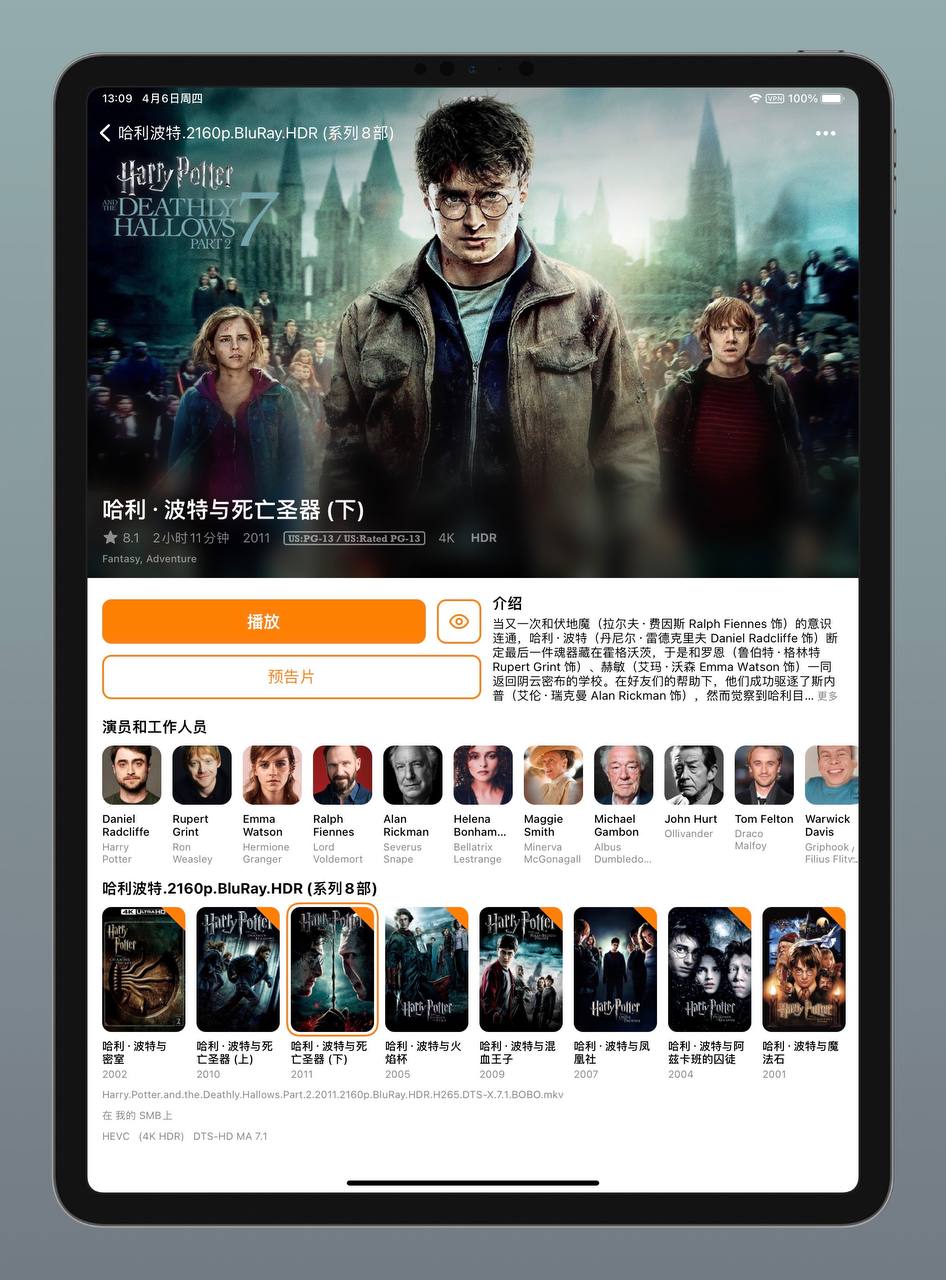 13:09 4月6日周四
VPN 100%
哈利波特.2160p.BluRay.HDR (系列8部)
Harry Potter
AND THE DEATHLY HALLOWS 7
PART 2
哈利 · 波特与死亡圣器 (下)
8.1 2小时11分钟 2011 US:PG-13 / US:Rated PG-13 4K HDR
Fantasy, Adventure
播放
预告片
介绍
当又一次和伏地魔（拉尔夫 · 费因斯 Ralph Fiennes 饰）的意识
连通，哈利 · 波特（丹尼尔 · 雷德克里夫 Daniel Radcliffe 饰）断
定最后一件魂器藏在霍格沃茨，于是和罗恩（鲁伯特 · 格林特
Rupert Grint 饰）、赫敏（艾玛 · 沃森 Emma Watson 饰）一同
返回阴云密布的学校。在好友们的帮助下，他们成功驱逐了斯内
普（艾伦 · 瑞克曼 Alan Rickman 饰），然而觉察到哈利目... 更多
演员和工作人员
Daniel Radcliffe
Harry Potter
Rupert Grint
Ron Weasley
Emma Watson
Hermione Granger
Ralph Fiennes
Lord Voldemort
Alan Rickman
Severus Snape
Helena Bonham...
Bellatrix Lestrange
Maggie Smith
Minerva McGonagall
Michael Gambon
Albus Dumbledo...
John Hurt
Ollivander
Tom Felton
Draco Malfoy
Warwick Davis
Griphook / Filius Flitw...
哈利波特.2160p.BluRay.HDR (系列8部)
4K ULTRA HD
Harry Potter
Harry Potter
Harry Potter
Harry Potter
Harry Potter
Harry Potter
Harry Potter
Harry Potter
哈利 · 波特与
密室
2002
哈利 · 波特与死
亡圣器 (上)
2010
哈利 · 波特与死
亡圣器 (下)
2011
哈利 · 波特与火
焰杯
2005
哈利 · 波特与混
血王子
2009
哈利 · 波特与凤
凰社
2007
哈利 · 波特与阿
兹卡班的囚徒
2004
哈利 · 波特与魔
法石
2001
Harry.Potter.and.the.Deathly.Hallows.Part.2.2011.2160p.BluRay.HDR.H265.DTS-X.7.1.BOBO.mkv
在 我的 SMB上
HEVC (4K HDR) DTS-HD MA 7.1